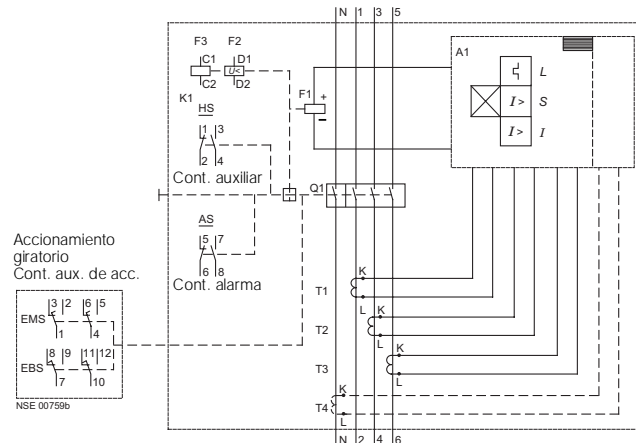 N 1 3 5
F3 F2
C1 D1
U<
C2 D2
A1
L
I > S
I > I
F1 +
−
K1
HS
1 3
2 4
Cont. auxiliar
Q1
AS
5 7
6 8
Cont. alarma
Accionamiento
giratorio
Cont. aux. de acc.
3 2 6 5
EMS
1 4
8 9 11 12
EBS
7 10
NSE 00759b
K
T1
L
K
T2
L
K
T3
L
K
T4
L
N 2 4 6